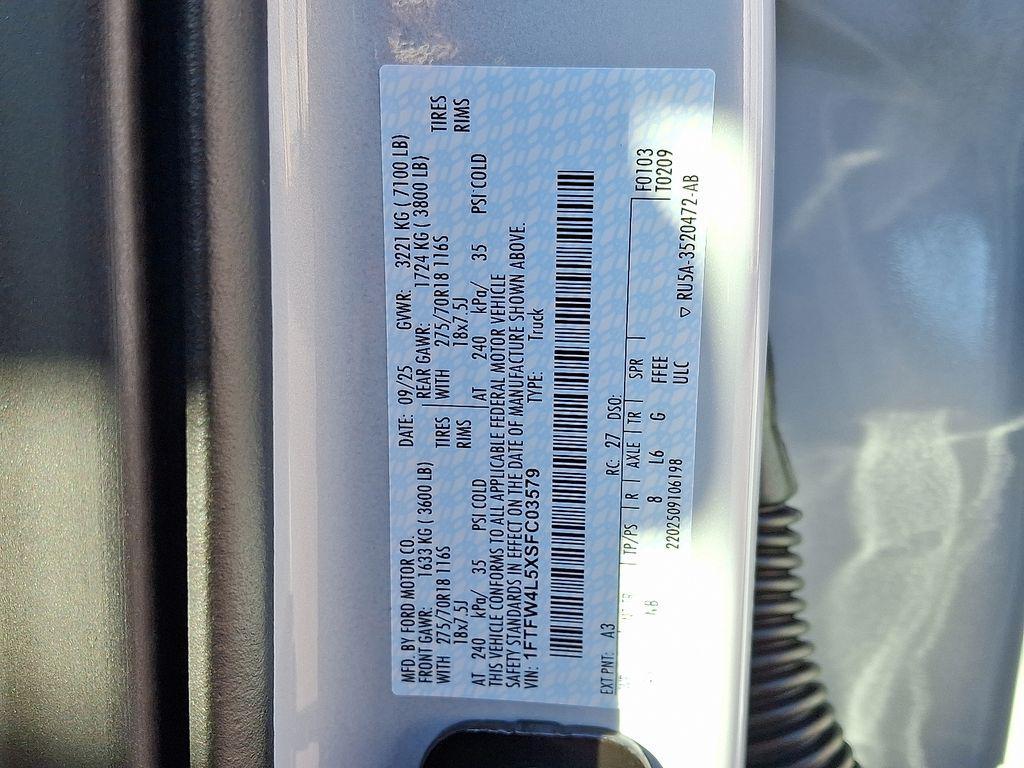 MFD. BY FORD MOTOR CO. DATE: 09/25 GVWR: 3221 KG ( 7100 LB)
FRONT GAWR: 1633 KG ( 3600 LB) REAR GAWR: 1724 KG ( 3800 LB)
WITH 275/70R18 116S TIRES WITH 275/70R18 116S TIRES
18x7.5J RIMS 18x7.5J RIMS
AT 240 kPa/ 35 PSI COLD AT 240 kPa/ 35 PSI COLD
THIS VEHICLE CONFORMS TO ALL APPLICABLE FEDERAL MOTOR VEHICLE
SAFETY STANDARDS IN EFFECT ON THE DATE OF MANUFACTURE SHOWN ABOVE.
VIN: 1FTFW4L5XSFC03579 TYPE: Truck
EXT PNT: A3 RC: 27 DSO: F0103
TP/PS R AXLE TR SPR T0209
8 L6 G FFEE
2202509106198 ULC ▽ RU5A-3520472-AB